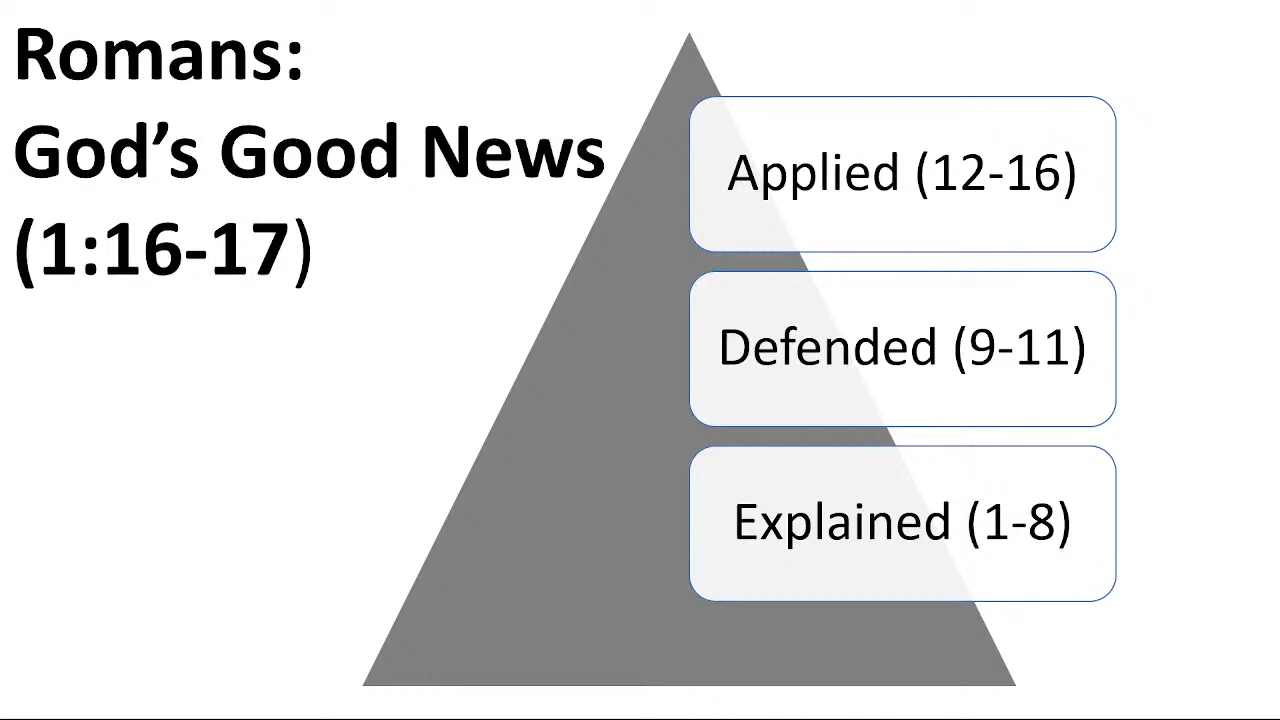 Romans:
God’s Good News
(1:16-17)
Applied (12-16)
Defended (9-11)
Explained (1-8)